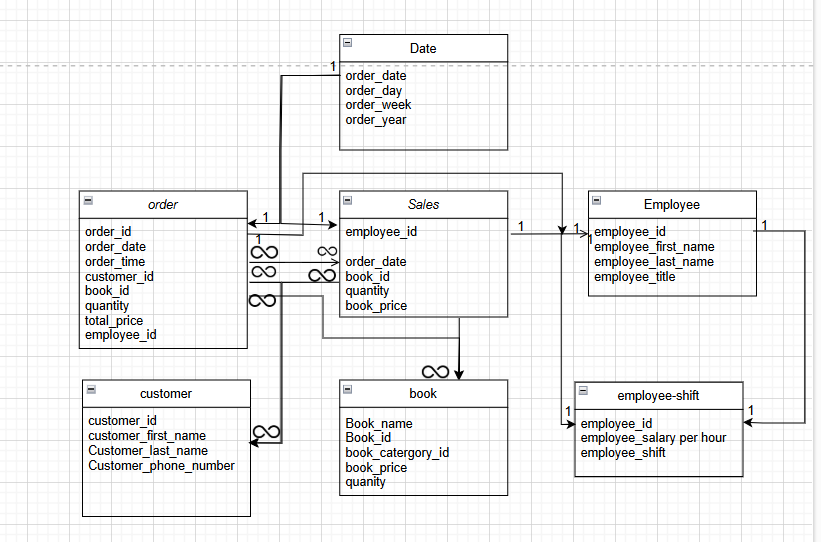 Date
1
order_date
order_day
order_week
order_year
order
order_id
order_date
order_time
customer_id
book_id
quantity
total_price
employee_id
1
1
1
∞
∞
∞
∞
∞
Sales
employee_id
order_date
book_id
quantity
book_price
1
1
1
Employee
employee_id
employee_first_name
employee_last_name
employee_title
1
customer
customer_id
customer_first_name
Customer_last_name
Customer_phone_number
∞
∞
book
Book_name
Book_id
book_catergory_id
book_price
quanity
1
employee-shift
employee_id
employee_salary per hour
employee_shift
1